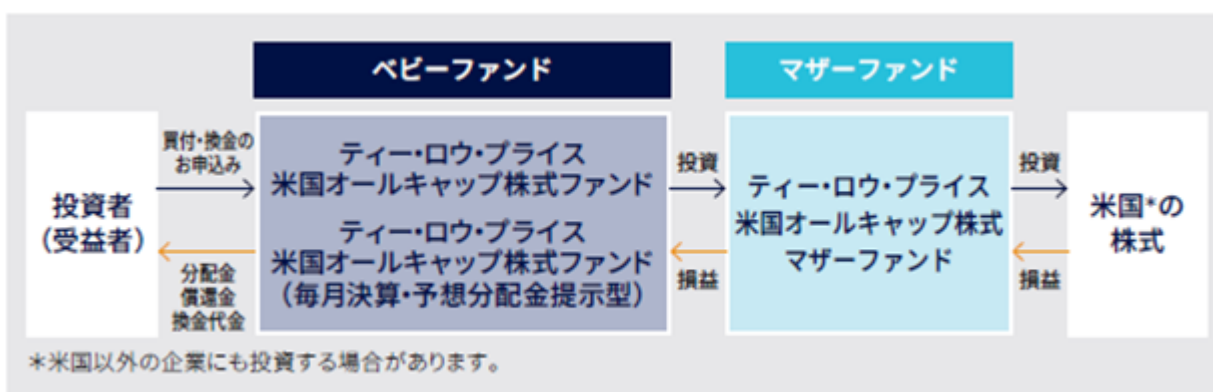 ベビーファンド
マザーファンド
投資者
（受益者）
買付・換金の
お申込み
分配金
償還金
換金代金
ティー・ロウ・プライス
米国オールキャップ株式ファンド
ティー・ロウ・プライス
米国オールキャップ株式ファンド
（毎月決算・予想分配金提示型）
投資
損益
ティー・ロウ・プライス
米国オールキャップ株式
マザーファンド
投資
損益
米国*の
株式
＊米国以外の企業にも投資する場合があります。